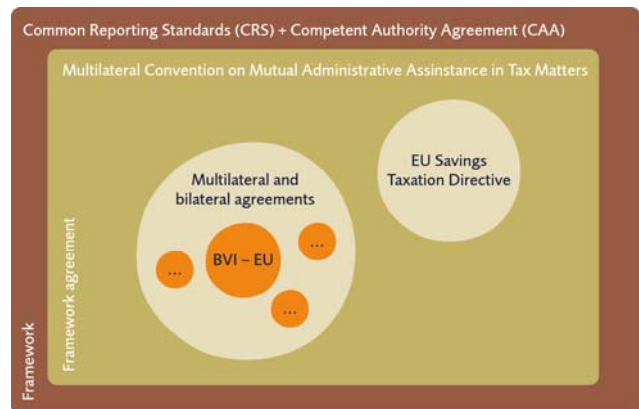 Common Reporting Standards (CRS) + Competent Authority Agreement (CAA)
Multilateral Convention on Mutual Administrative Assinstance in Tax Matters
EU Savings
Taxation Directive
Multilateral and
bilateral agreements
BVI – EU
...
...
...
Framework agreement
Framework